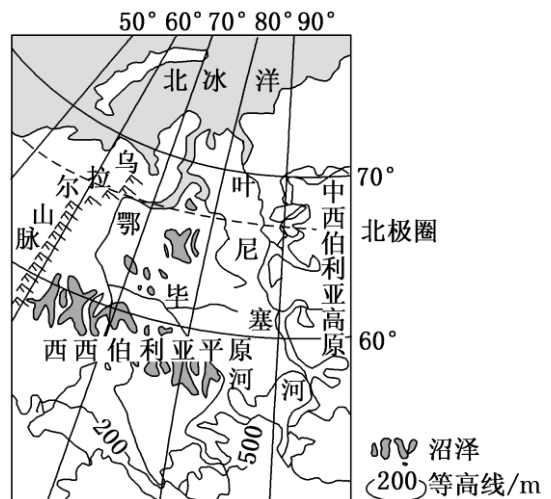 50° 60° 70° 80° 90°
北冰洋
乌拉尔山脉
鄂毕河
叶尼塞河
中西伯利亚高原
70°
北极圈
60°
西西伯利亚平原
200
500
沼泽
200 等高线/m